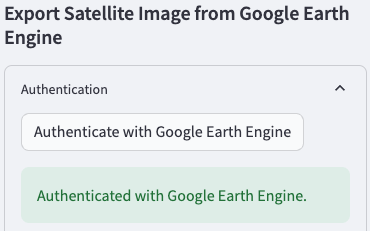 Export Satellite Image from Google Earth
Engine
Authentication
Authenticate with Google Earth Engine
Authenticated with Google Earth Engine.